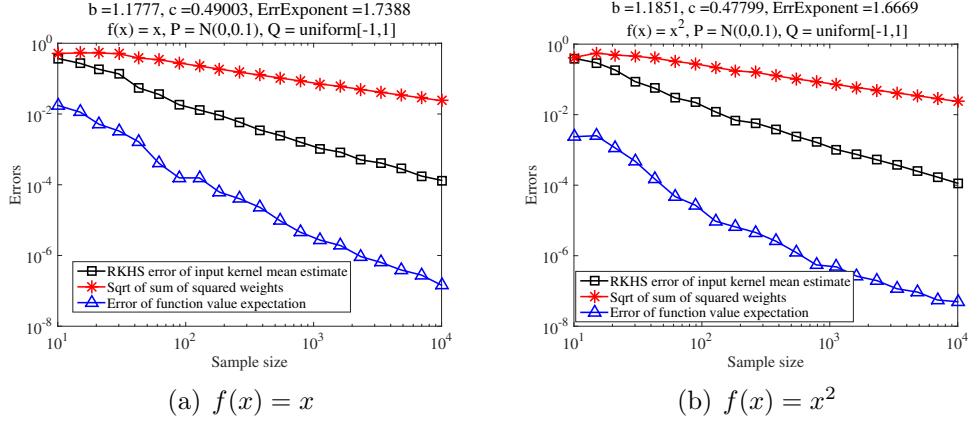 b =1.1777, c =0.49003, ErrExponent =1.7388
f(x) = x, P = N(0,0.1), Q = uniform[-1,1]
10^0
10^-2
10^-4
10^-6
10^-8
Errors
RKHS error of input kernel mean estimate
Sqrt of sum of squared weights
Error of function value expectation
10^1 10^2 10^3 10^4
Sample size
(a) f(x) = x
b =1.1851, c =0.47799, ErrExponent =1.6669
f(x) = x^2, P = N(0,0.1), Q = uniform[-1,1]
10^0
10^-2
10^-4
10^-6
10^-8
Errors
RKHS error of input kernel mean estimate
Sqrt of sum of squared weights
Error of function value expectation
10^1 10^2 10^3 10^4
Sample size
(b) f(x) = x^2